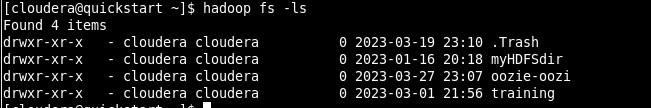 [cloudera@quickstart ~]$ hadoop fs -ls
Found 4 items
drwxr-xr-x   - cloudera cloudera          0 2023-03-19 23:10 .Trash
drwxr-xr-x   - cloudera cloudera          0 2023-01-16 20:18 myHDFSdir
drwxr-xr-x   - cloudera cloudera          0 2023-03-27 23:07 oozie-oozi
drwxr-xr-x   - cloudera cloudera          0 2023-03-01 21:56 training
[cloudera@quickstart ~]$